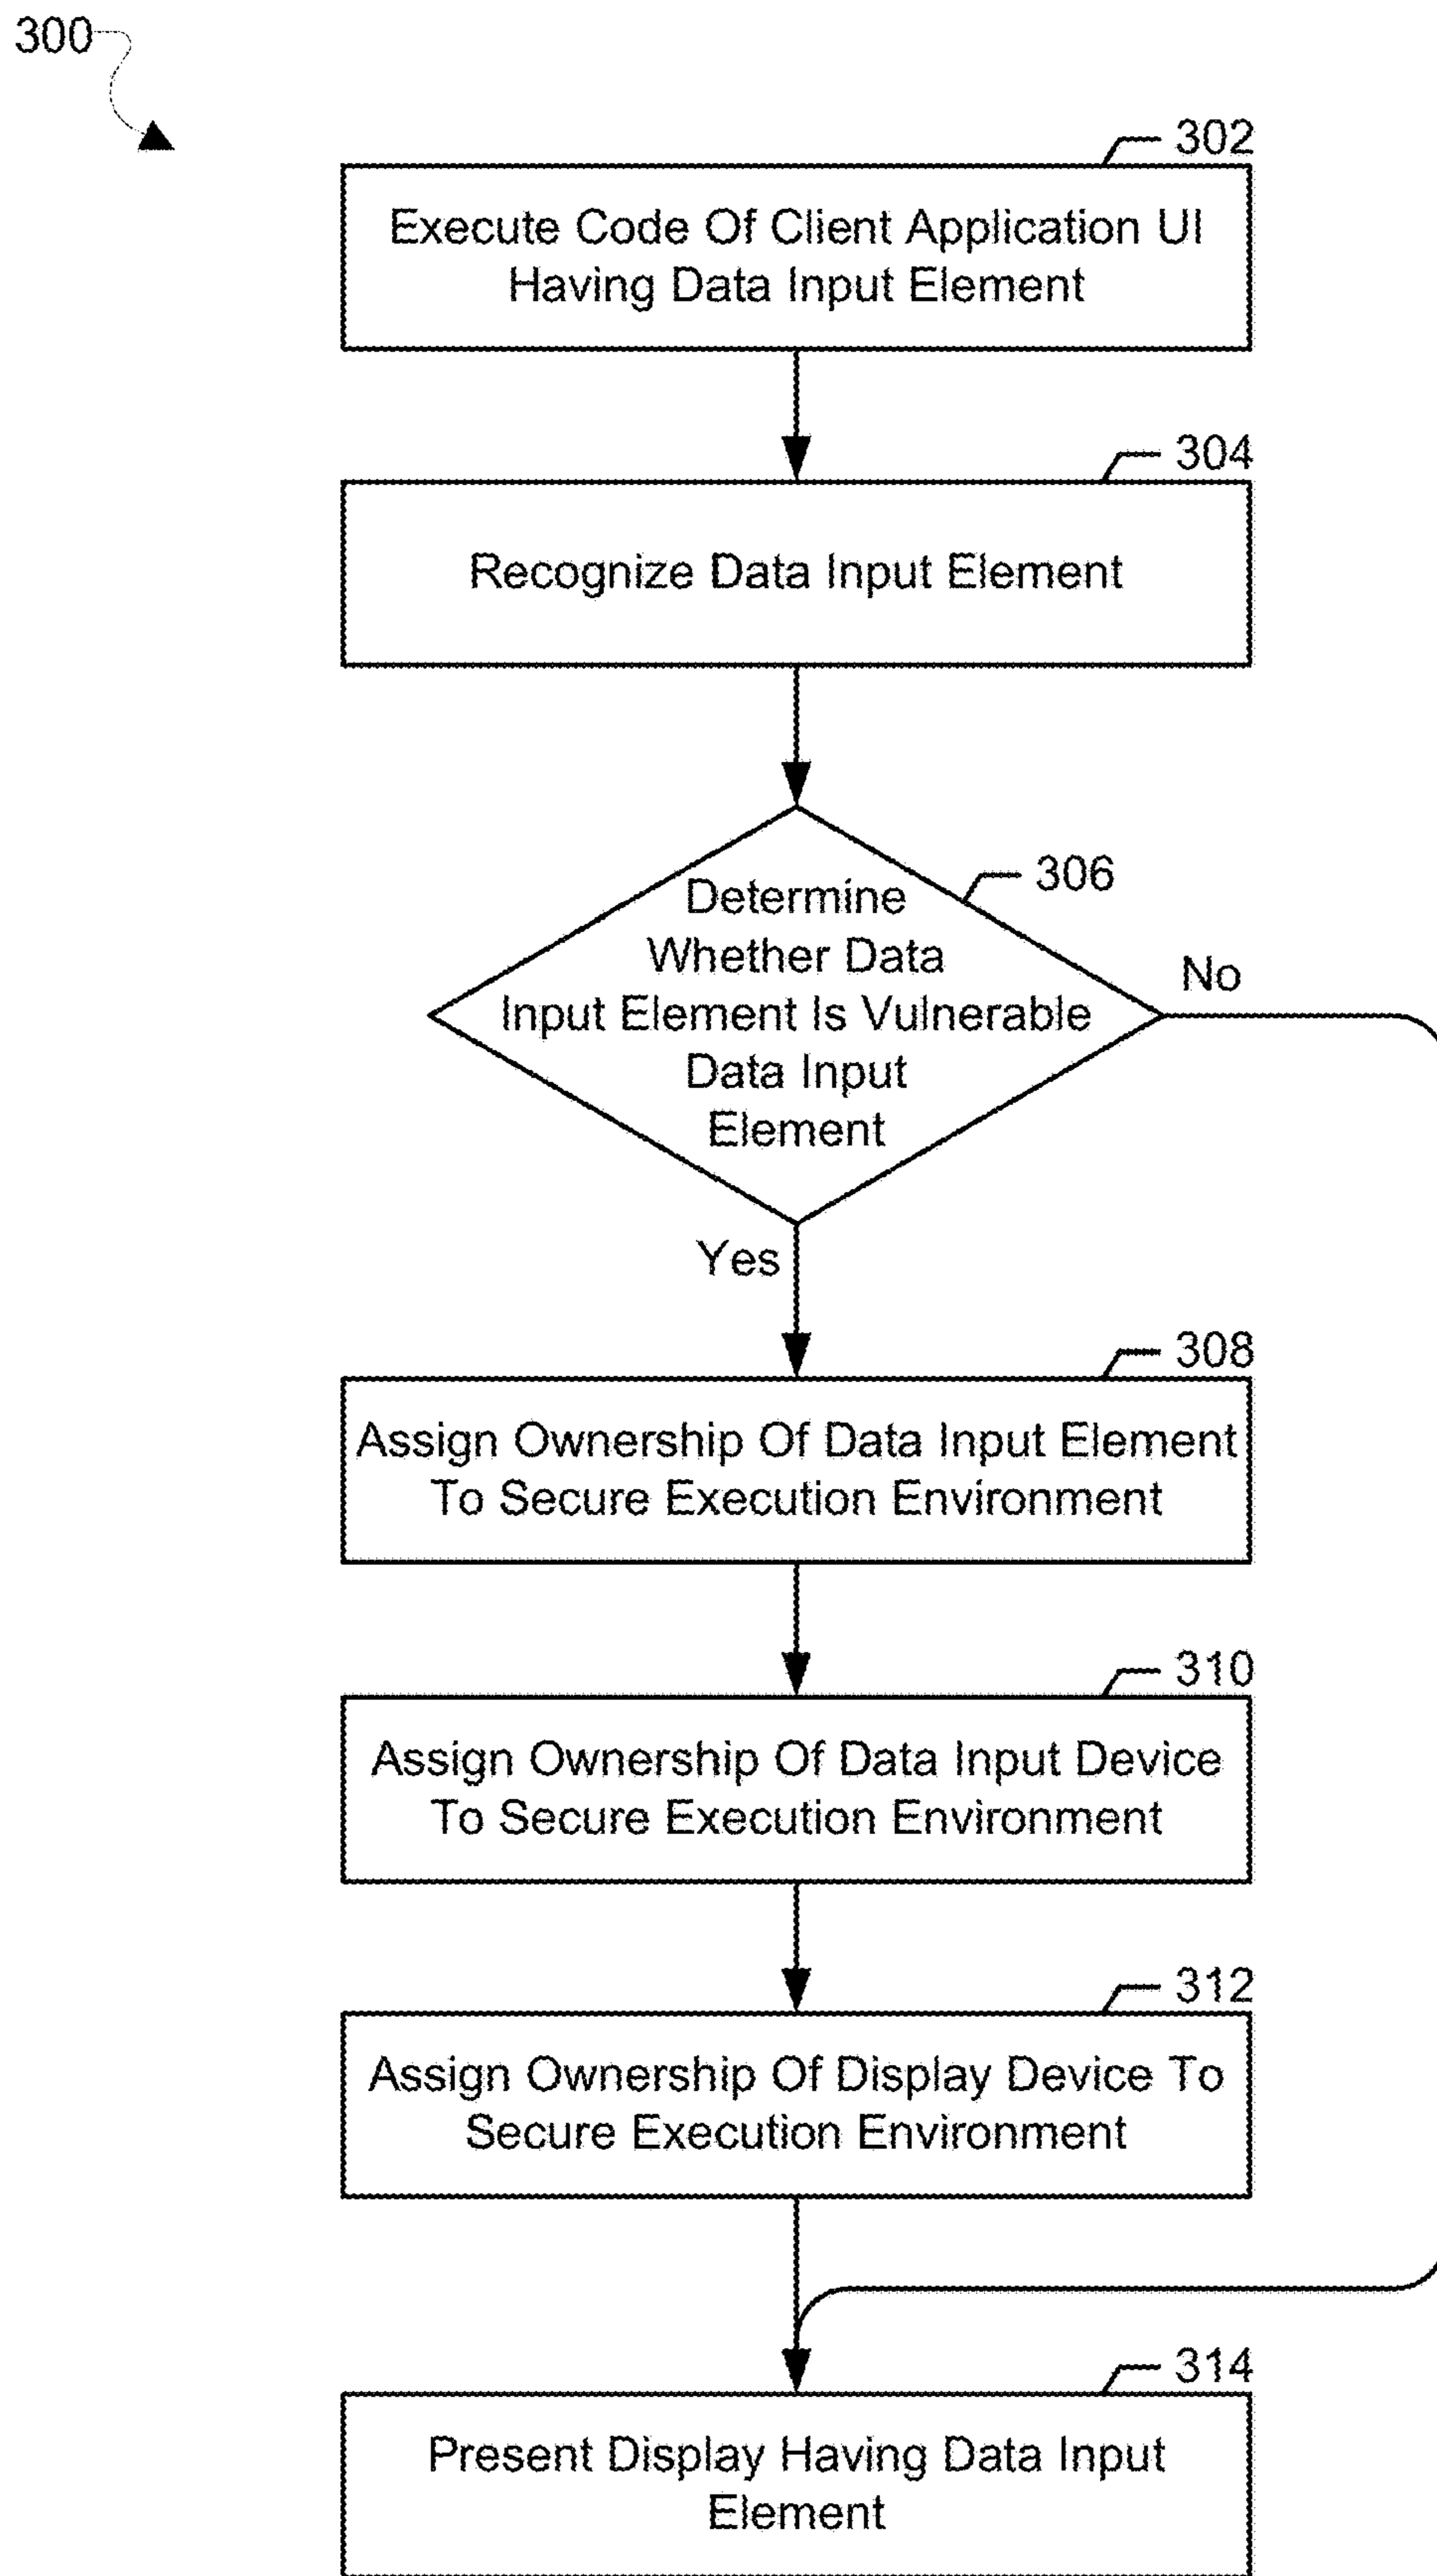 300
302
Execute Code Of Client Application UI
Having Data Input Element
304
Recognize Data Input Element
306
Determine
Whether Data
Input Element Is Vulnerable
Data Input
Element
No
Yes
308
Assign Ownership Of Data Input Element
To Secure Execution Environment
310
Assign Ownership Of Data Input Device
To Secure Execution Environment
312
Assign Ownership Of Display Device To
Secure Execution Environment
314
Present Display Having Data Input
Element